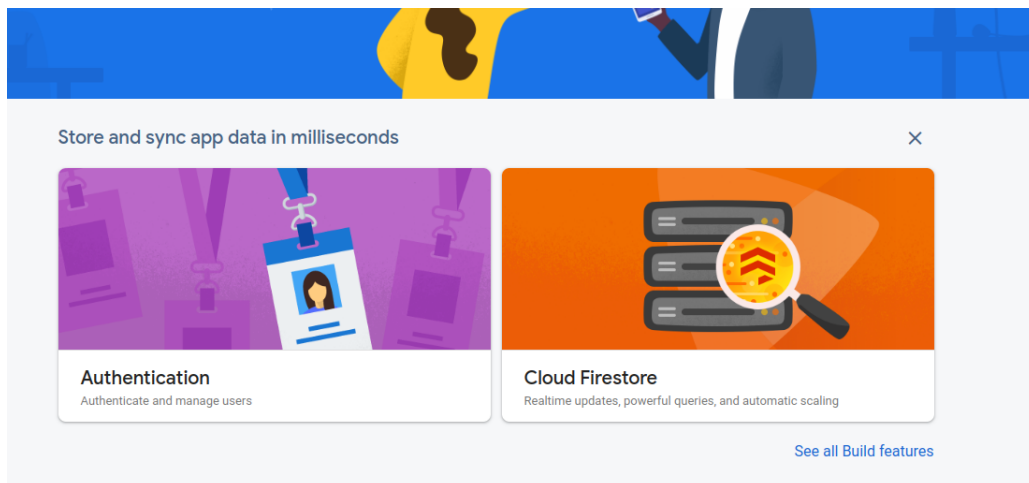 Store and sync app data in milliseconds
Authentication
Authenticate and manage users
Cloud Firestore
Realtime updates, powerful queries, and automatic scaling
See all Build features